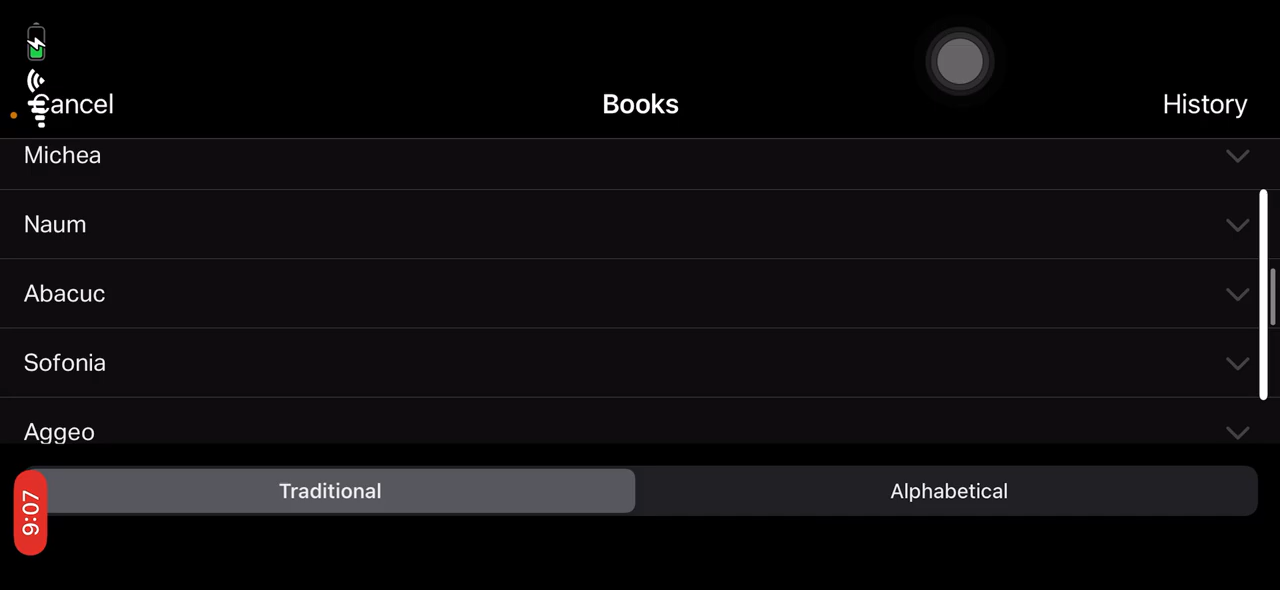 Cancel
Books
History
Michea
Naum
Abacuc
Sofonia
Aggeo
Traditional
Alphabetical
9:07